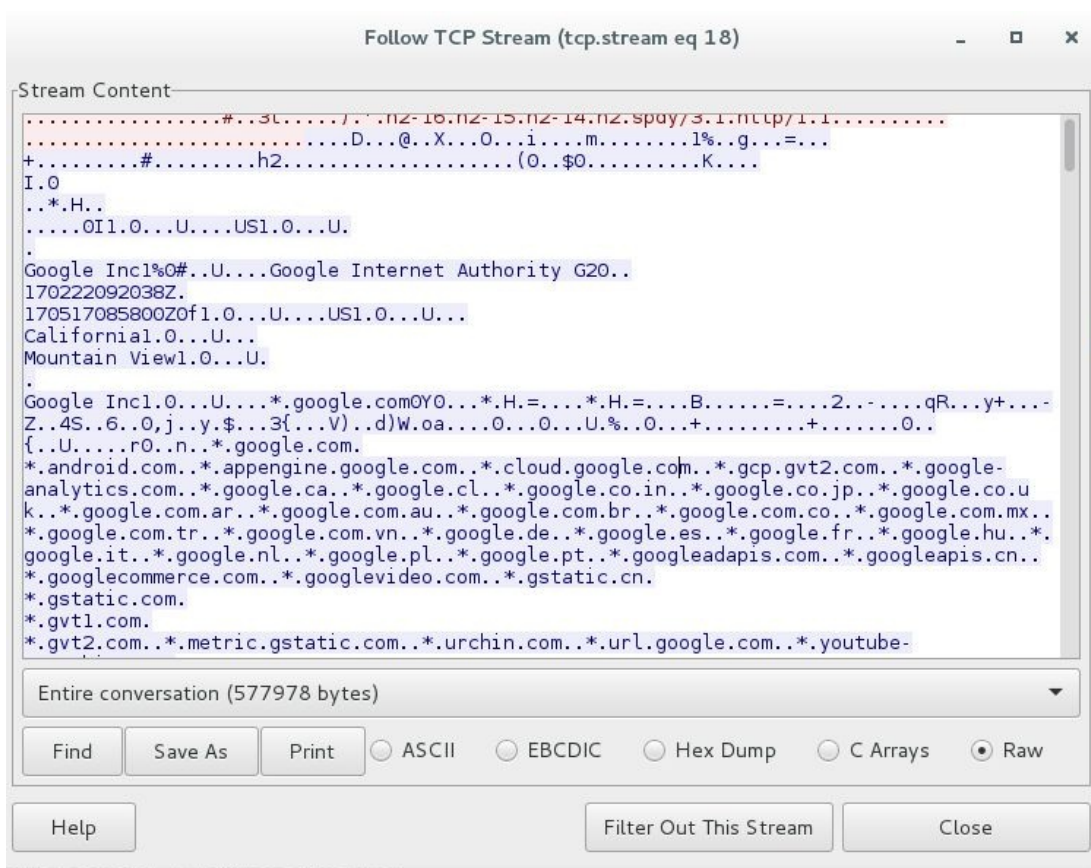 Follow TCP Stream (tcp.stream eq 18)
Stream Content
................#..3t.....).'.h2-16.h2-15.h2-14.h2.spdy/3.1.http/1.1..........
............................D...@..X...O...i....m........l%..g...=...
+.........#.........h2....................(0..$0..........K....
I.0
..*.H..
.....0I1.0...U....US1.0...U.
.
Google Inc1%0#..U....Google Internet Authority G20..
170222092038Z.
170517085800Z0f1.0...U....US1.0...U...
California1.0...U...
Mountain View1.0...U.
.
Google Inc1.0...U....*.google.com0Y0...*.H.=....*.H.=....B......=....2..-....qR...y+...-
Z..4S..6..0,j..y.$...3{...V)..d)W.oa....0...0...U.%..0...+.........+.......0..
{..U.....r0..n..*.google.com.
*.android.com..*.appengine.google.com..*.cloud.google.com..*.gcp.gvt2.com..*.google-
analytics.com..*.google.ca..*.google.cl..*.google.co.in..*.google.co.jp..*.google.co.u
k..*.google.com.ar..*.google.com.au..*.google.com.br..*.google.com.co..*.google.com.mx..
*.google.com.tr..*.google.com.vn..*.google.de..*.google.es..*.google.fr..*.google.hu..*.
google.it..*.google.nl..*.google.pl..*.google.pt..*.googleadapis.com..*.googleapis.cn..
*.googlecommerce.com..*.googlevideo.com..*.gstatic.cn.
*.gstatic.com.
*.gvt1.com.
*.gvt2.com..*.metric.gstatic.com..*.urchin.com..*.url.google.com..*.youtube-
Entire conversation (577978 bytes)
Find Save As Print ASCII EBCDIC Hex Dump C Arrays Raw
Help Filter Out This Stream Close